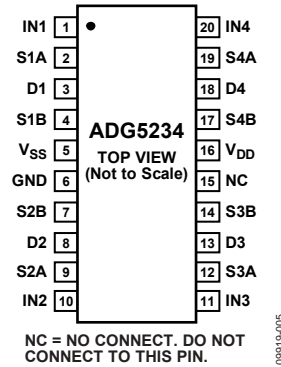 IN1 1
20 IN4
S1A 2
19 S4A
D1 3
18 D4
S1B 4
17 S4B
ADG5234
VSS 5
TOP VIEW
16 VDD
GND 6
(Not to Scale)
15 NC
S2B 7
14 S3B
D2 8
13 D3
S2A 9
12 S3A
IN2 10
11 IN3
NC = NO CONNECT. DO NOT
CONNECT TO THIS PIN.
09919-005